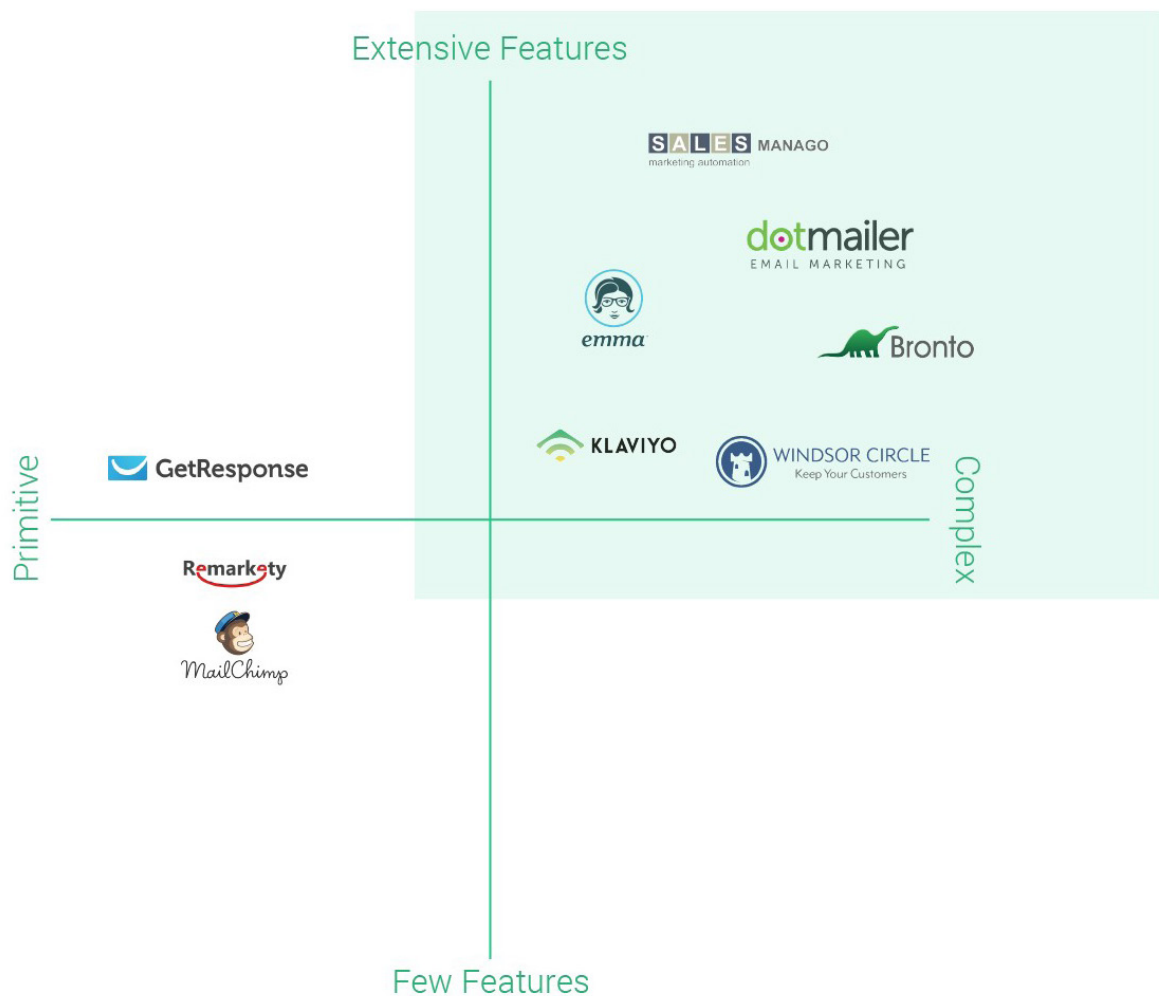 Extensive Features
SALES MANAGO
marketing automation
dotmailer
EMAIL MARKETING
emma
Bronto
KLAVIYO
WINDSOR CIRCLE
Keep Your Customers
GetResponse
Primitive
Complex
Remarkety
MailChimp
Few Features